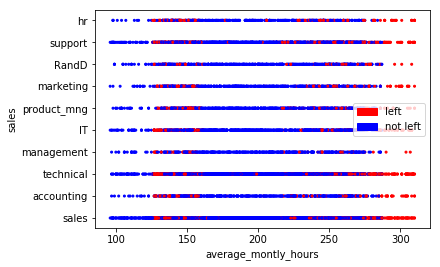 hr
support
RandD
marketing
product_mng
IT
management
technical
accounting
sales
sales
left
not left
100
150
200
250
300
average_montly_hours